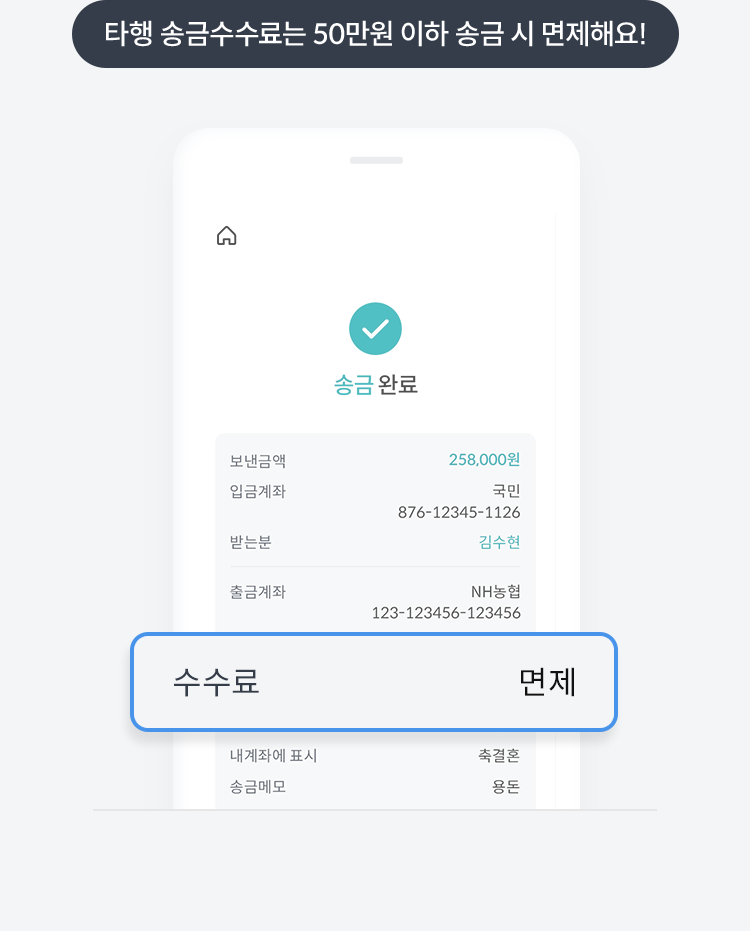 타행 송금수수료는 50만원 이하 송금 시 면제해요!
송금 완료
보낸금액 258,000원
입금계좌 국민
876-12345-1126
받는분 김수현
출금계좌 NH농협
123-123456-123456
수수료 면제
내계좌에 표시 축결혼
송금메모 용돈